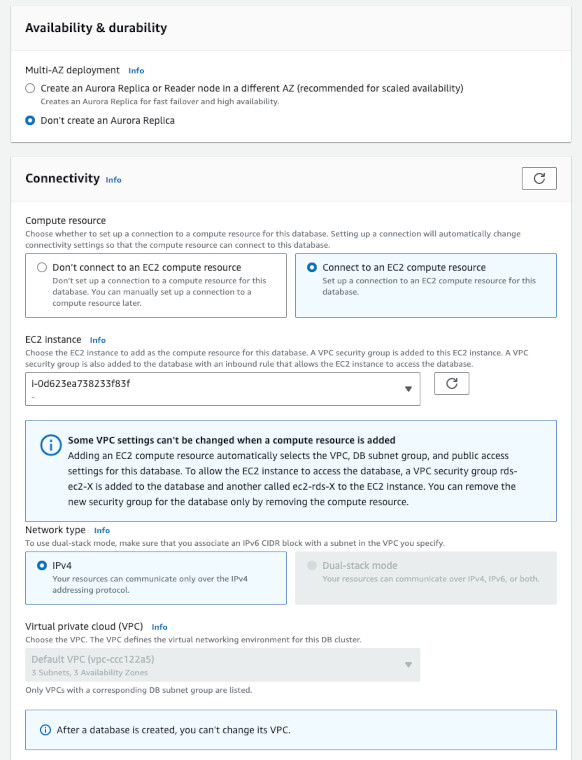 Availability & durability
Multi-AZ deployment Info
Create an Aurora Replica or Reader node in a different AZ (recommended for scaled availability)
Creates an Aurora Replica for fast failover and high availability.
Don't create an Aurora Replica
Connectivity Info
Compute resource
Choose whether to set up a connection to a compute resource for this database. Setting up a connection will automatically change
connectivity settings so that the compute resource can connect to this database.
Don't connect to an EC2 compute resource
Don't set up a connection to a compute resource for this
database. You can manually set up a connection to a
compute resource later.
Connect to an EC2 compute resource
Set up a connection to an EC2 compute resource for this
database.
EC2 Instance Info
Choose the EC2 instance to add as the compute resource for this database. A VPC security group is added to this EC2 instance. A VPC
security group is also added to the database with an inbound rule that allows the EC2 instance to access the database.
i-0d623ea738233f83f
-
Some VPC settings can't be changed when a compute resource is added
Adding an EC2 compute resource automatically selects the VPC, DB subnet group, and public access
settings for this database. To allow the EC2 instance to access the database, a VPC security group rds-
ec2-X is added to the database and another called ec2-rds-X to the EC2 instance. You can remove the
new security group for the database only by removing the compute resource.
Network type Info
To use dual-stack mode, make sure that you associate an IPv6 CIDR block with a subnet in the VPC you specify.
IPv4
Your resources can communicate only over the IPv4
addressing protocol.
Dual-stack mode
Your resources can communicate over IPv4, IPv6, or both.
Virtual private cloud (VPC) Info
Choose the VPC. The VPC defines the virtual networking environment for this DB cluster.
Default VPC (vpc-ccc122a5)
3 Subnets, 3 Availability Zones
Only VPCs with a corresponding DB subnet group are listed.
After a database is created, you can't change its VPC.